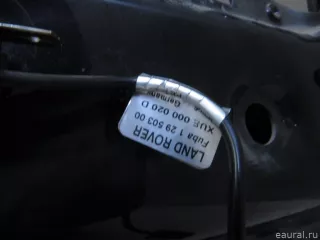 LAND ROVER
Fuba 1 29 503 00
XUE 000 020 D
Germany
eaural.ru